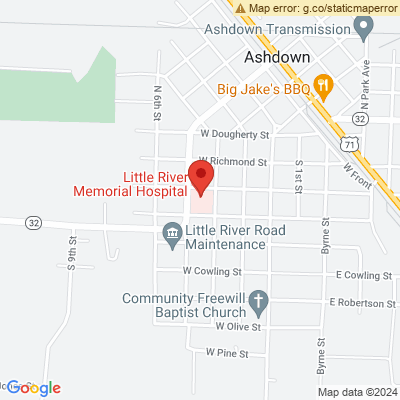 Map error: g.co/staticmaperror
Ashdown Transmission
Ashdown
N Park Ave
Big Jake's BBQ
N 9th St
32
W Dougherty St
71
W Richmond St
S 1st St
W Front
Little River
Memorial Hospital
32
Little River Road
Maintenance
Byrne St
S 9th St
W Cowling St
E Cowling St
Community Freewill
Baptist Church
E Robertson St
W Olive St
Byrne St
W Pine St
Google
Map data ©2024